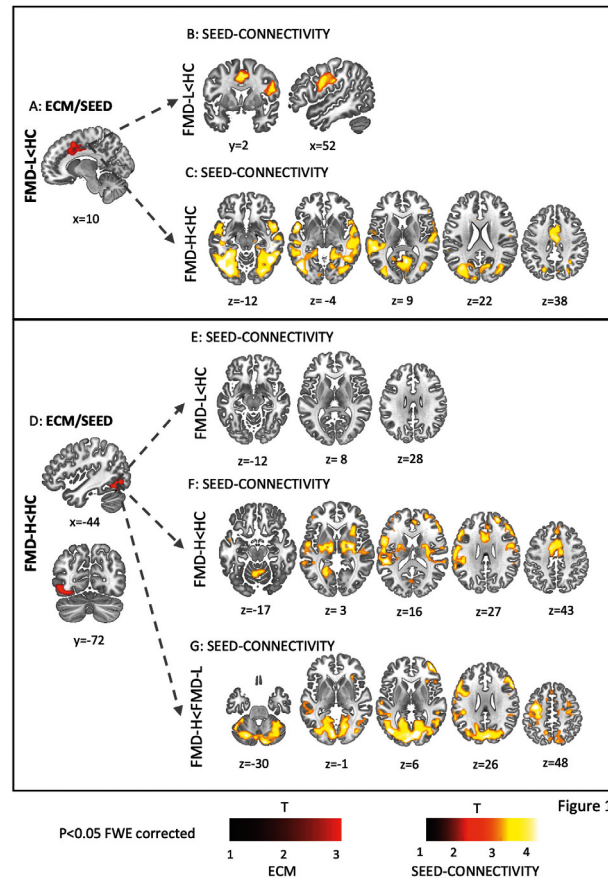 B: SEED-CONNECTIVITY
FMD-L<HC
y=2 x=52
A: ECM/SEED
FMD-L<HC
x=10
C: SEED-CONNECTIVITY
FMD-H<HC
z=-12 z= -4 z=9 z=22 z=38
E: SEED-CONNECTIVITY
FMD-L<HC
z=-12 z= 8 z=28
D: ECM/SEED
FMD-H<HC
x=-44
y=-72
F: SEED-CONNECTIVITY
FMD-H<HC
z=-17 z= 3 z=16 z=27 z=43
G: SEED-CONNECTIVITY
FMD-H<FMD-L
z=-30 z=-1 z=6 z=26 z=48
Figure 1
P<0.05 FWE corrected
T T
1 2 3 1 2 3 4
ECM SEED-CONNECTIVITY